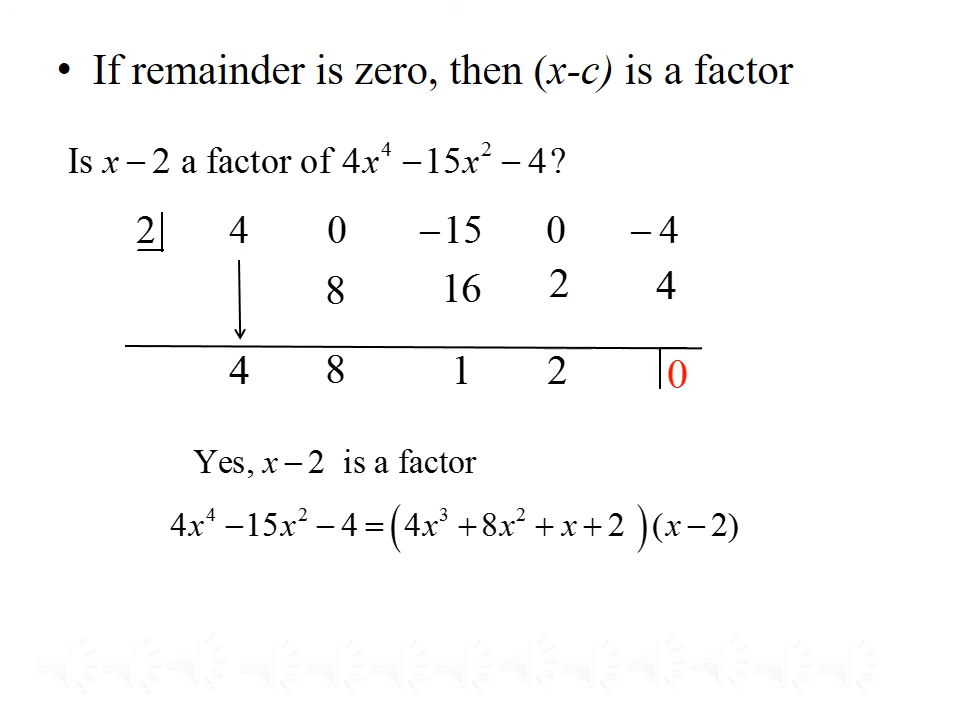 • If remainder is zero, then (x-c) is a factor
Is x − 2 a factor of 4x⁴ − 15x² − 4?
2| 4 0 −15 0 −4
8 16 2 4
4 8 1 2 |0
Yes, x − 2 is a factor
4x⁴ − 15x² − 4 = (4x³ + 8x² + x + 2 )(x − 2)